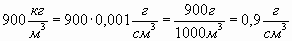 900 кг/м³ = 900·0,001 г/см³ = 900г/1000м³ = 0,9 г/см³